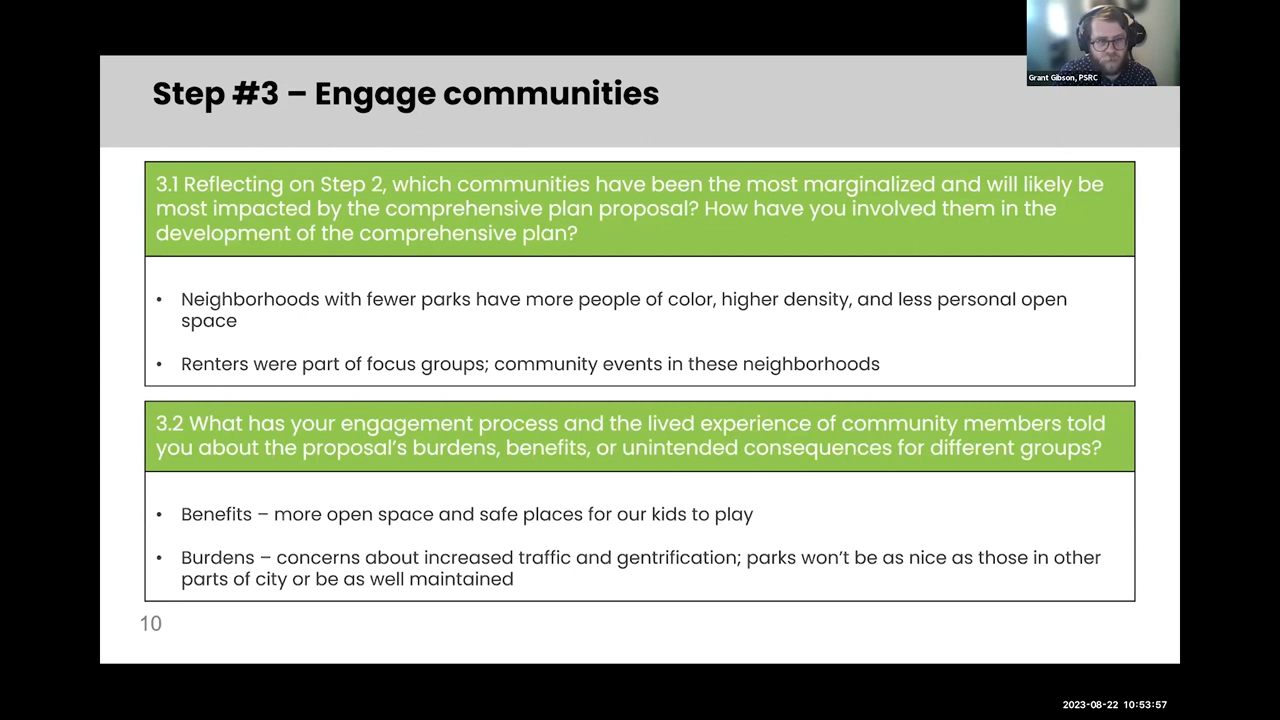 Step #3 – Engage communities
Grant Gibson, PSRC
3.1 Reflecting on Step 2, which communities have been the most marginalized and will likely be
most impacted by the comprehensive plan proposal? How have you involved them in the
development of the comprehensive plan?
• Neighborhoods with fewer parks have more people of color, higher density, and less personal open
space
• Renters were part of focus groups; community events in these neighborhoods
3.2 What has your engagement process and the lived experience of community members told
you about the proposal's burdens, benefits, or unintended consequences for different groups?
• Benefits – more open space and safe places for our kids to play
• Burdens – concerns about increased traffic and gentrification; parks won't be as nice as those in other
parts of city or be as well maintained
10
2023-08-22 10:53:57